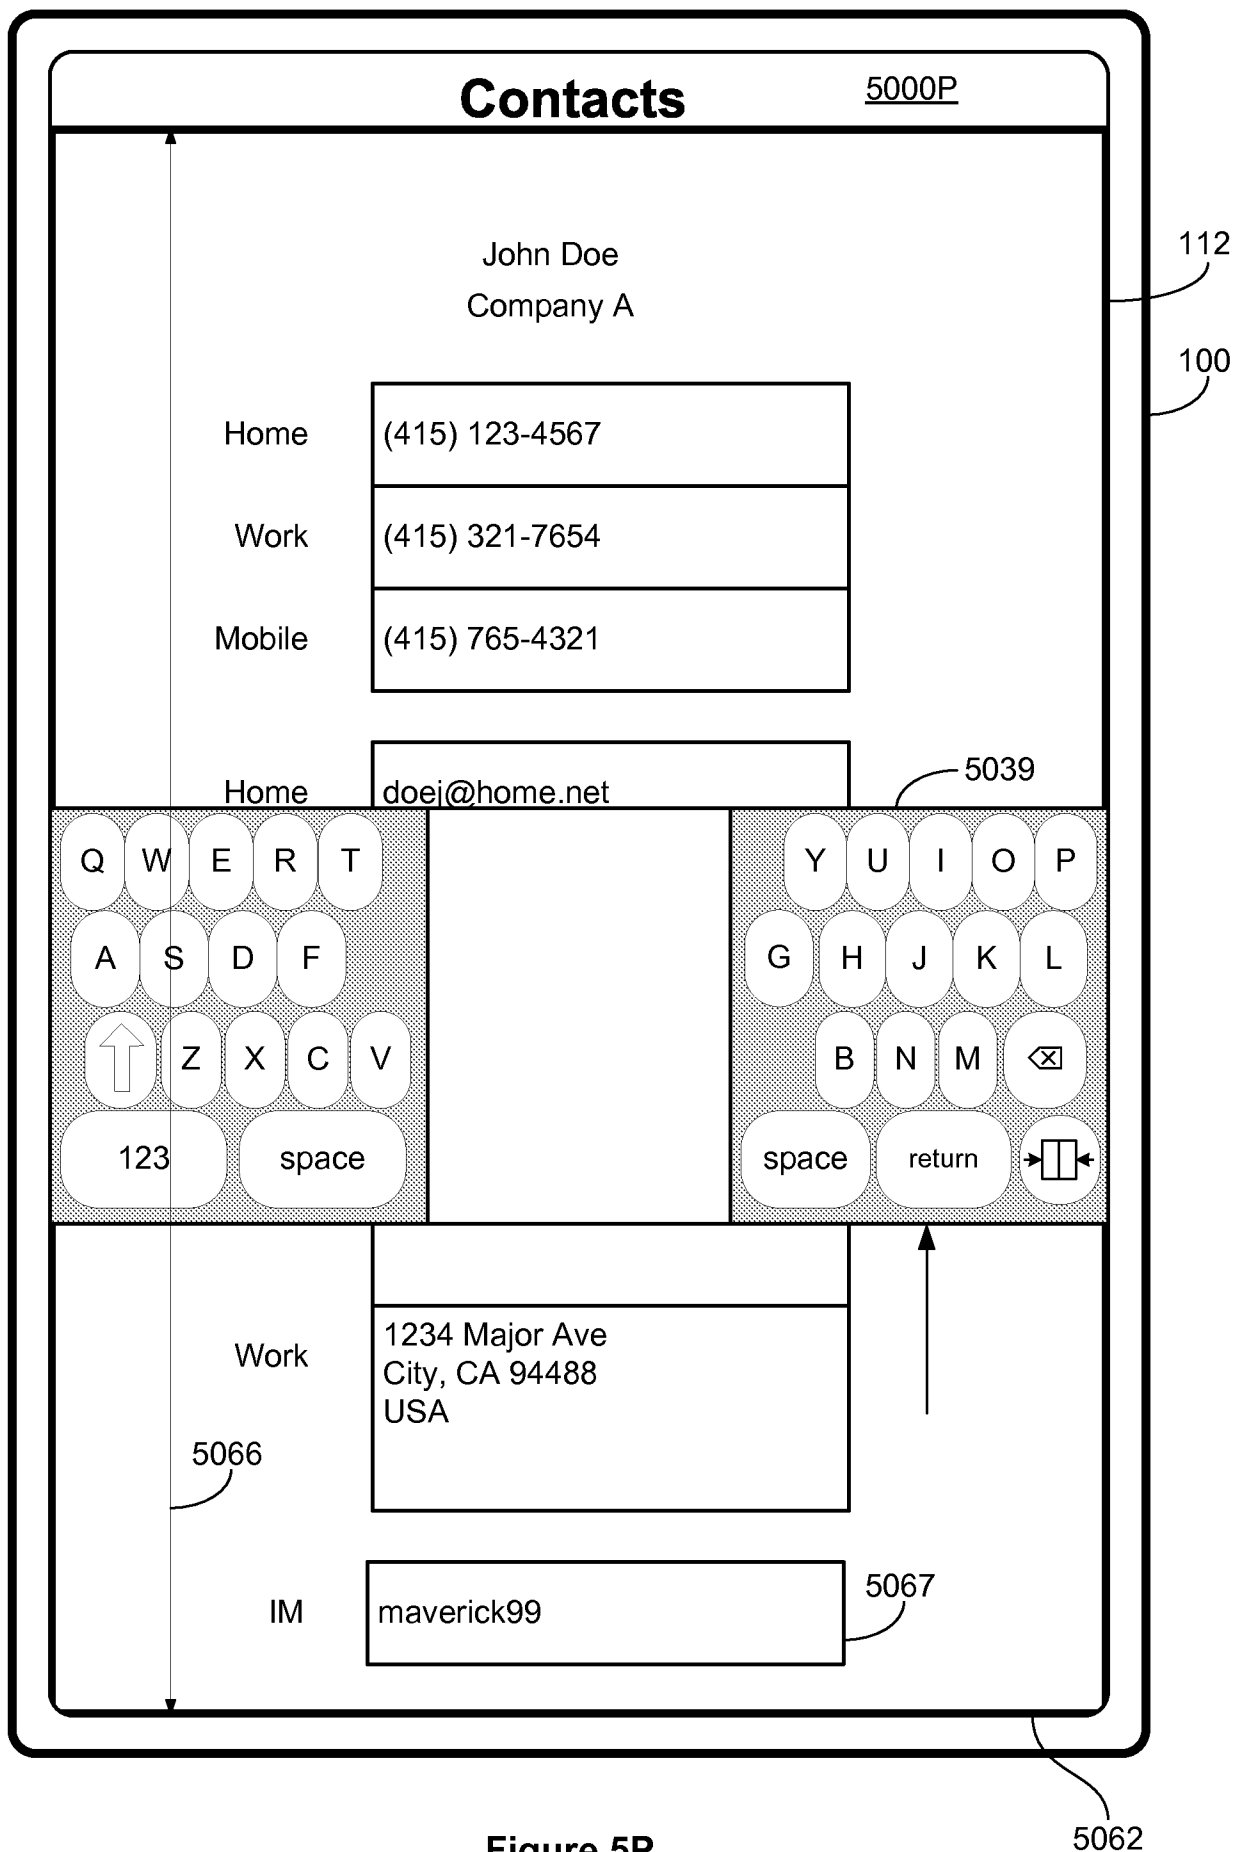 Contacts 5000P
John Doe
Company A
112
100
Home (415) 123-4567
Work (415) 321-7654
Mobile (415) 765-4321
Home doej@home.net
5039
Q W E R T Y U I O P
A S D F G H J K L
Z X C V B N M
123 space space return
Work 1234 Major Ave
City, CA 94488
USA
5066
IM maverick99
5067
5062